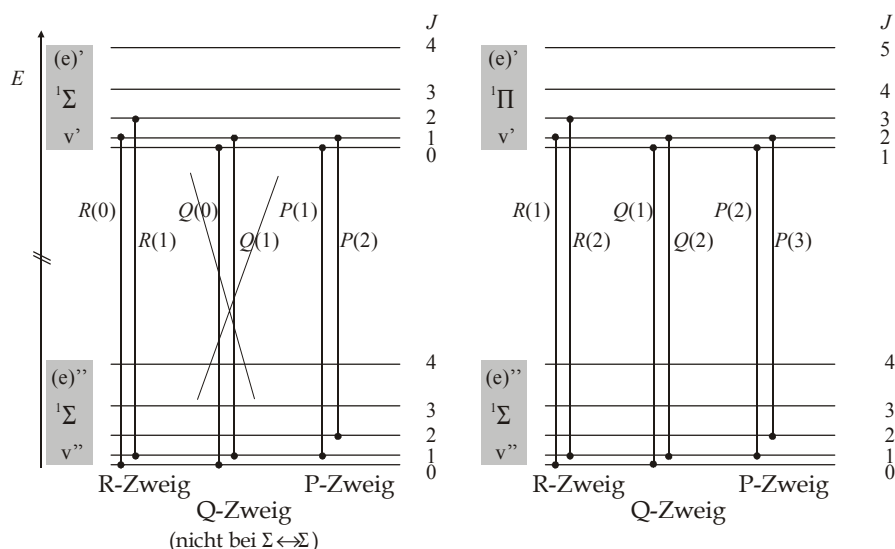 E
J
(e)'
¹Σ
v'
4
3
2
1
0
R(0)
R(1)
Q(0)
Q(1)
P(1)
P(2)
(e)''
¹Σ
v''
4
3
2
1
0
R-Zweig
Q-Zweig
(nicht bei Σ↔Σ)
P-Zweig
J
(e)'
¹Π
v'
5
4
3
2
1
R(1)
R(2)
Q(1)
Q(2)
P(2)
P(3)
(e)''
¹Σ
v''
4
3
2
1
0
R-Zweig
Q-Zweig
P-Zweig